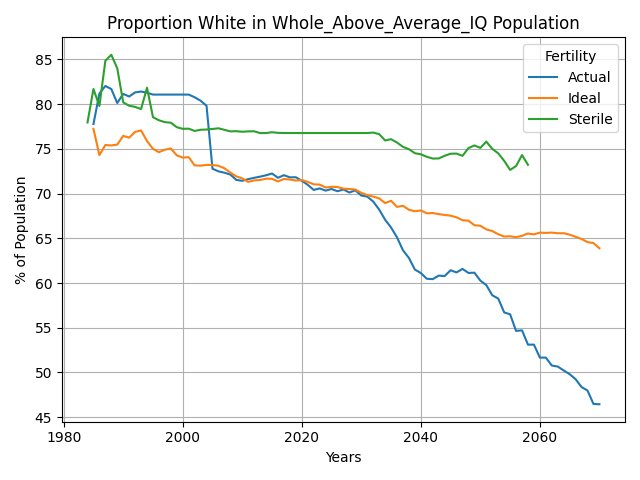 Proportion White in Whole_Above_Average_IQ Population
% of Population
85
80
75
70
65
60
55
50
45
Fertility
Actual
Ideal
Sterile
1980
2000
2020
2040
2060
Years